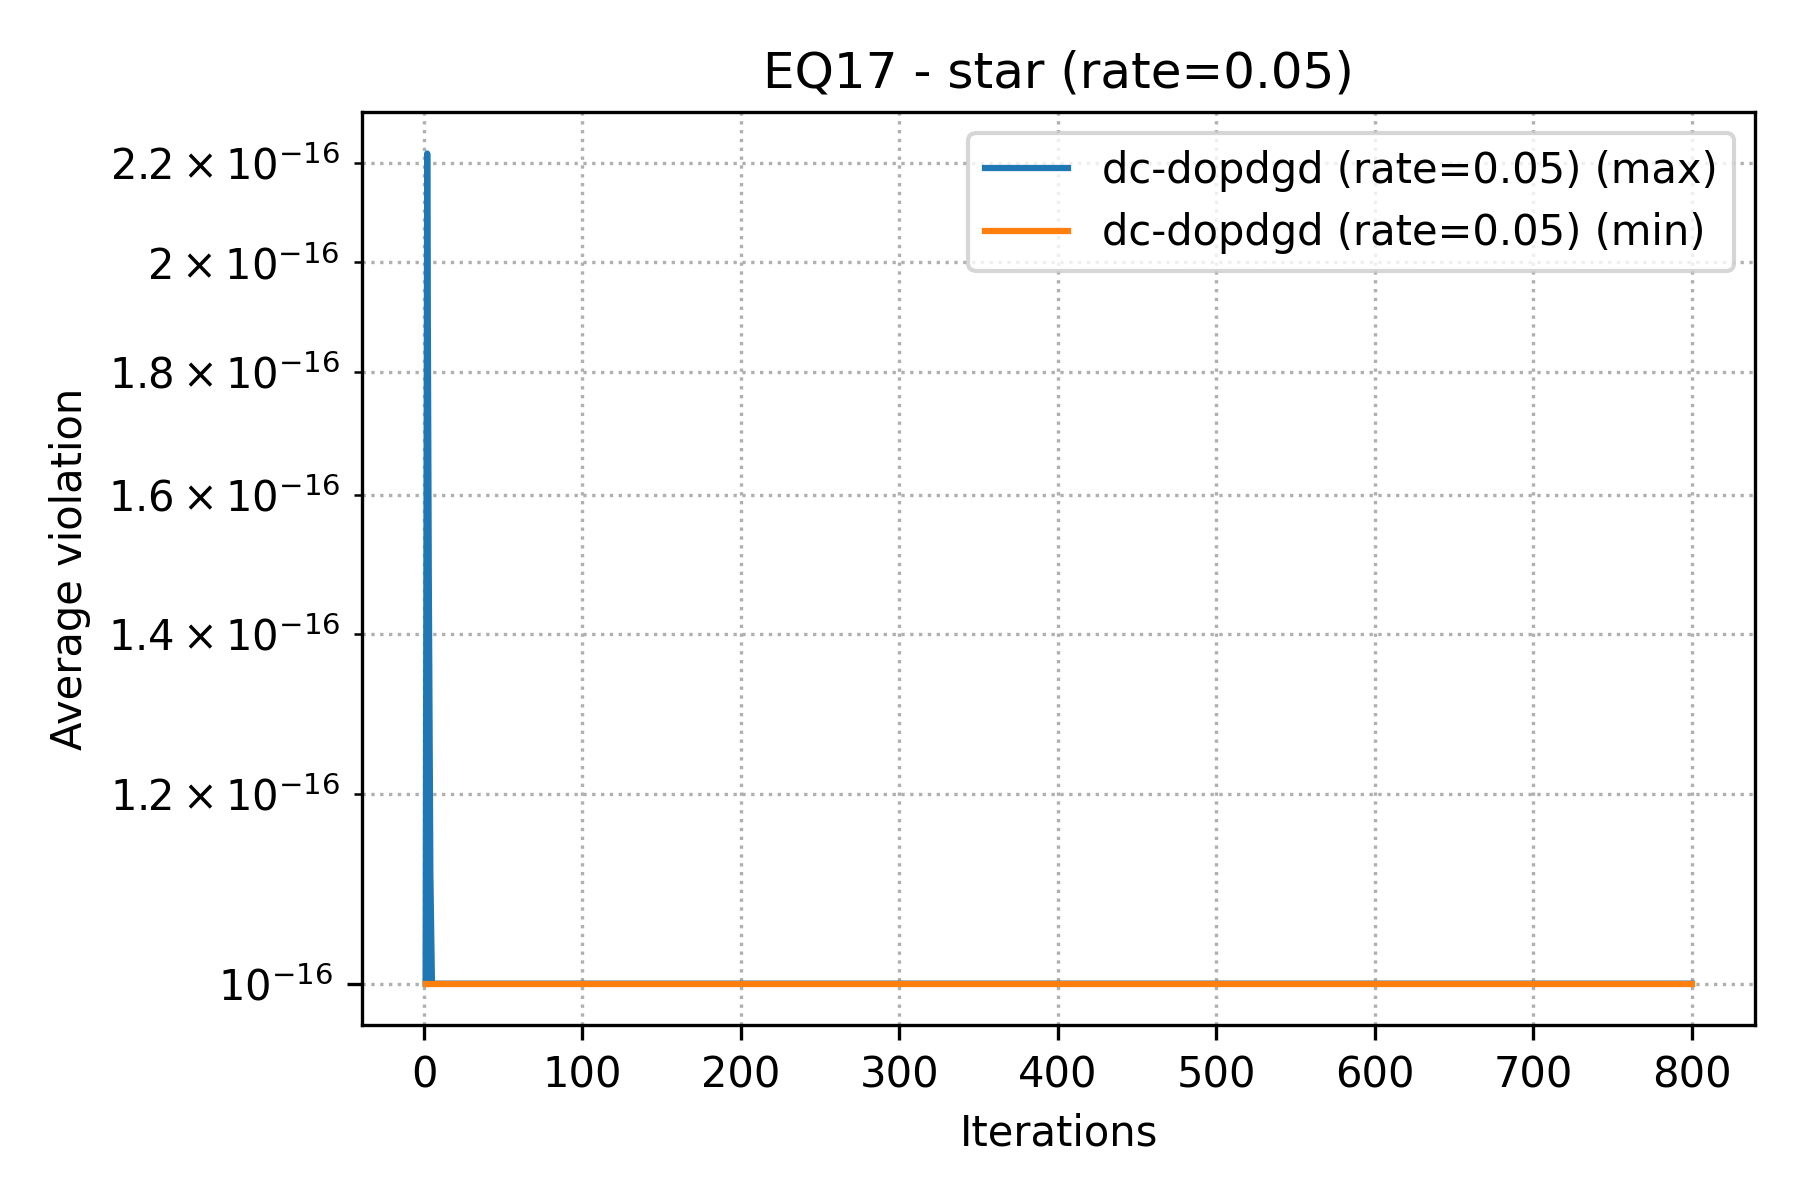 EQ17 - star (rate=0.05)
dc-dopdgd (rate=0.05) (max)
dc-dopdgd (rate=0.05) (min)
Average violation
2.2 × 10⁻¹⁶
2 × 10⁻¹⁶
1.8 × 10⁻¹⁶
1.6 × 10⁻¹⁶
1.4 × 10⁻¹⁶
1.2 × 10⁻¹⁶
10⁻¹⁶
0 100 200 300 400 500 600 700 800
Iterations